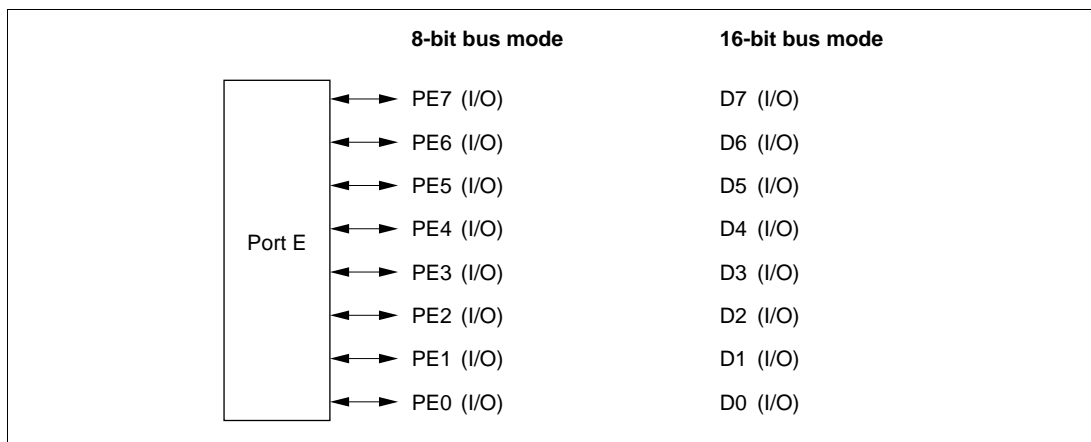 8-bit bus mode 16-bit bus mode
PE7 (I/O) D7 (I/O)
PE6 (I/O) D6 (I/O)
PE5 (I/O) D5 (I/O)
PE4 (I/O) D4 (I/O)
Port E
PE3 (I/O) D3 (I/O)
PE2 (I/O) D2 (I/O)
PE1 (I/O) D1 (I/O)
PE0 (I/O) D0 (I/O)